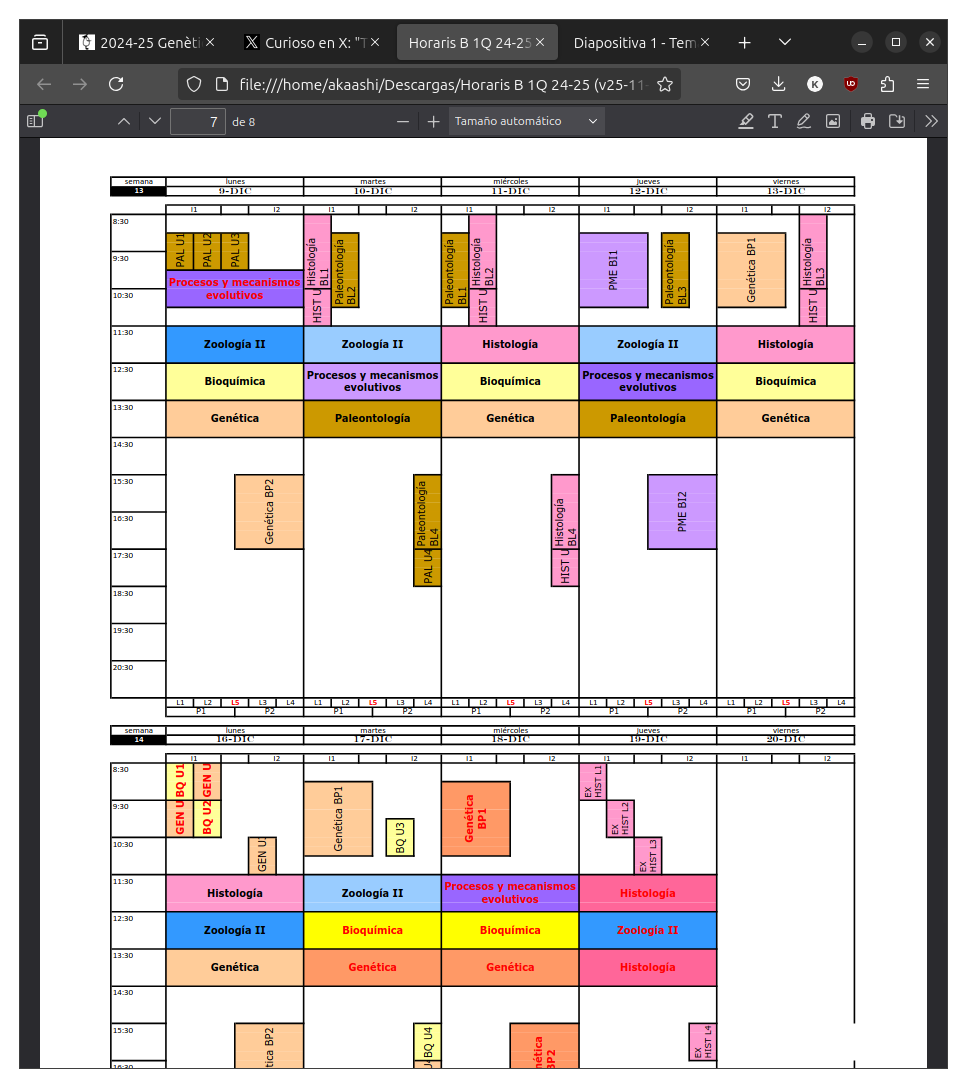 2024-25 Genèti
Curioso en X: "T
Horaris B 1Q 24-25
Diapositiva 1 - Tem
file:///home/akaashi/Descargas/Horaris B 1Q 24-25 (v25-11-
K
7 de 8
Tamaño automático
semana lunes martes miércoles jueves viernes
13 9-DIC 10-DIC 11-DIC 12-DIC 13-DIC
I1 I2 I1 I2 I1 I2 I1 I2 I1 I2
8:30
PAL U1 PAL U2 PAL U3
Histología BL1
Paleontología BL2
Paleontología BL1
Histología BL2
PME BI1
Paleontología BL3
Genética BP1
Histología BL3
9:30
Procesos y mecanismos
evolutivos
10:30
HIST U
HIST U
HIST U
11:30
Zoología II Zoología II Histología Zoología II Histología
12:30
Bioquímica Procesos y mecanismos evolutivos Bioquímica Procesos y mecanismos evolutivos Bioquímica
13:30
Genética Paleontología Genética Paleontología Genética
14:30
15:30
Genética BP2
Paleontología BL4
Histología BL4
PME BI2
16:30
17:30
PAL U4
HIST U
18:30
19:30
20:30
L1 L2 L5 L3 L4 L1 L2 L5 L3 L4 L1 L2 L5 L3 L4 L1 L2 L5 L3 L4 L1 L2 L5 L3 L4
P1 P2 P1 P2 P1 P2 P1 P2 P1 P2
semana lunes martes miércoles jueves viernes
14 16-DIC 17-DIC 18-DIC 19-DIC 20-DIC
I1 I2 I1 I2 I1 I2 I1 I2 I1 I2
8:30
BQ U1 GEN U
Genética BP1
Genética
BP1
EX
HIST L1
9:30
GEN U BQ U2
BQ U3
EX
HIST L2
10:30
GEN U
EX
HIST L3
11:30
Histología Zoología II Procesos y mecanismos evolutivos Histología
12:30
Zoología II Bioquímica Bioquímica Zoología II
13:30
Genética Genética Genética Histología
14:30
15:30
tica BP2
BQ U4
nética
BP2
EX
HIST L4
16:30